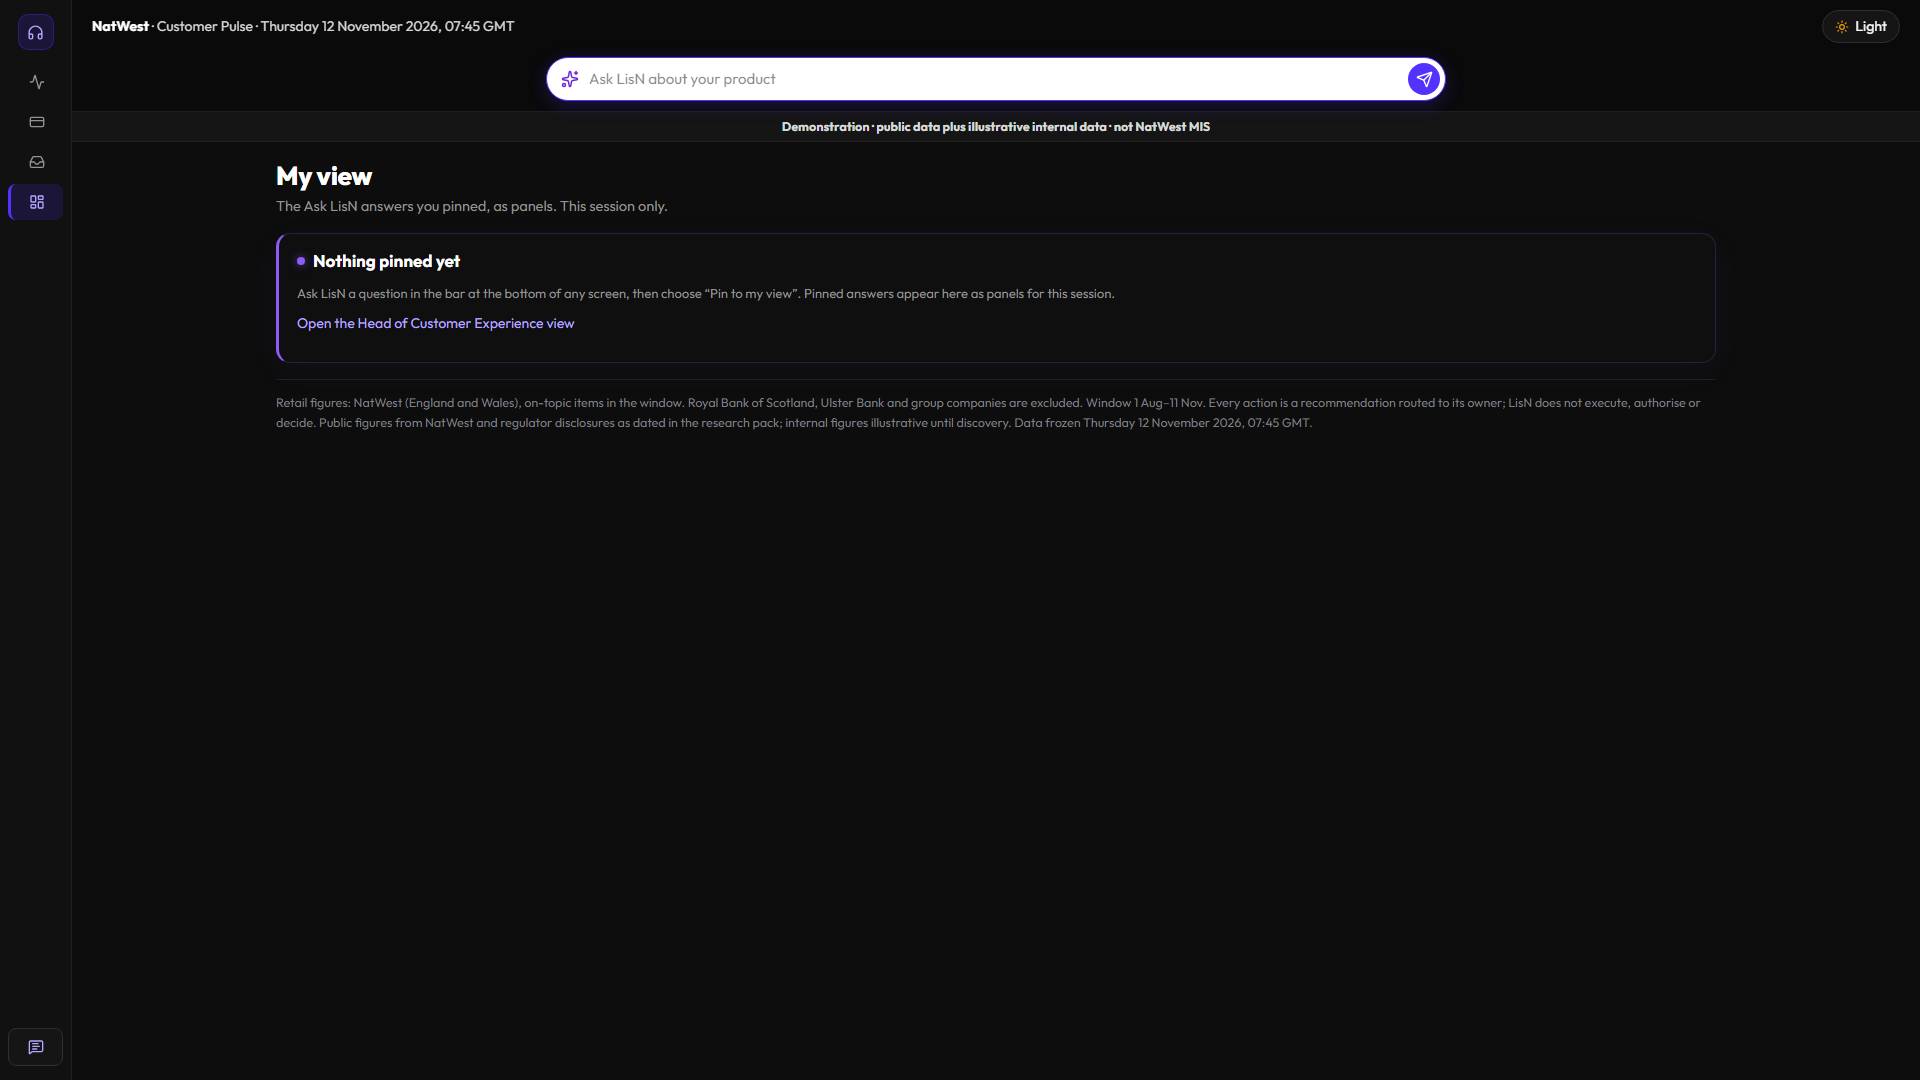 NatWest · Customer Pulse · Thursday 12 November 2026, 07:45 GMT
Light
Ask LisN about your product
Demonstration · public data plus illustrative internal data · not NatWest MIS
My view
The Ask LisN answers you pinned, as panels. This session only.
Nothing pinned yet
Ask LisN a question in the bar at the bottom of any screen, then choose “Pin to my view”. Pinned answers appear here as panels for this session.
Open the Head of Customer Experience view
Retail figures: NatWest (England and Wales), on-topic items in the window. Royal Bank of Scotland, Ulster Bank and group companies are excluded. Window 1 Aug–11 Nov. Every action is a recommendation routed to its owner; LisN does not execute, authorise or
decide. Public figures from NatWest and regulator disclosures as dated in the research pack; internal figures illustrative until discovery. Data frozen Thursday 12 November 2026, 07:45 GMT.